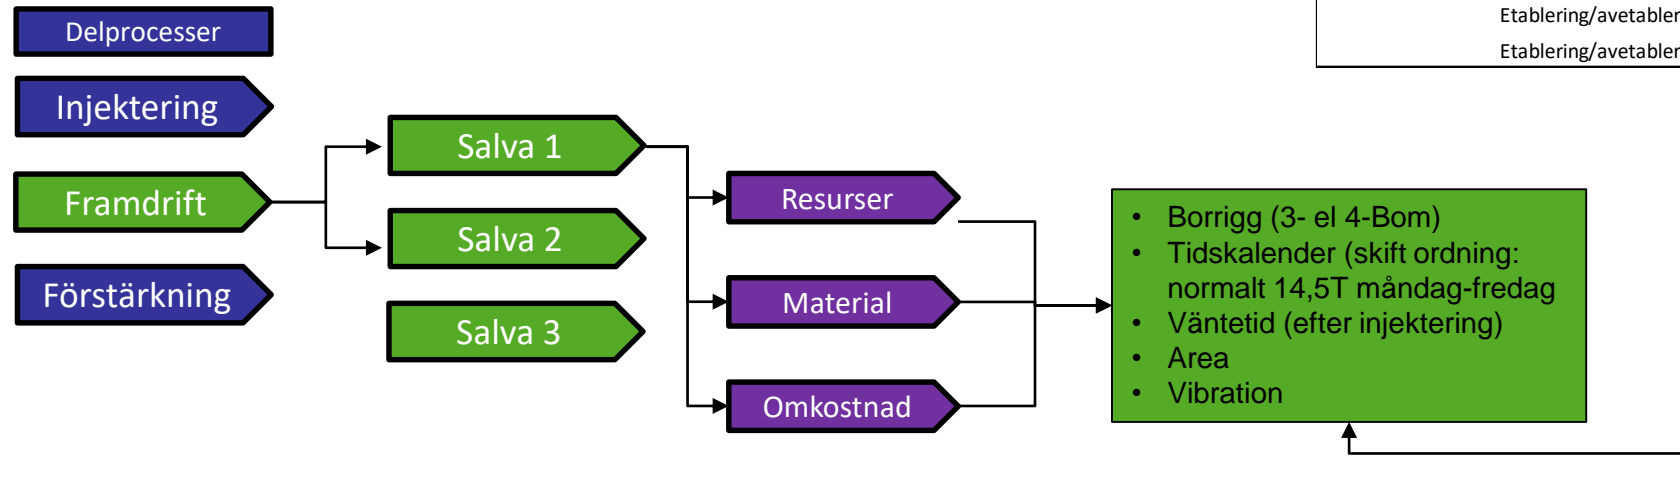 Delprocesser
Injektering
Framdrift
Förstärkning
Salva 1
Salva 2
Salva 3
Resurser
Material
Omkostnad
• Borrigg (3- el 4-Bom)
• Tidskalender (skift ordning:
normalt 14,5T måndag-fredag
• Väntetid (efter injektering)
• Area
• Vibration
Etablering/avetabler
Etablering/avetabler